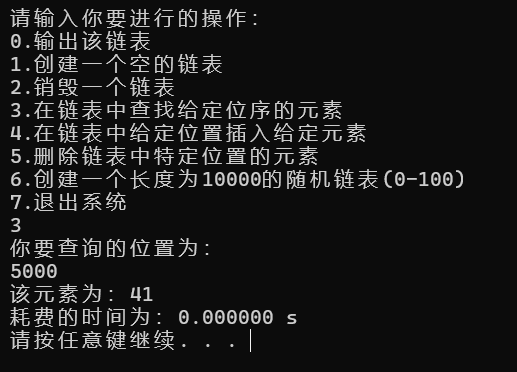 请输入你要进行的操作:
0.输出该链表
1.创建一个空的链表
2.销毁一个链表
3.在链表中查找给定位序的元素
4.在链表中给定位置插入给定元素
5.删除链表中特定位置的元素
6.创建一个长度为10000的随机链表(0-100)
7.退出系统
3
你要查询的位置为:
5000
该元素为: 41
耗费的时间为: 0.000000 s
请按任意键继续. . .